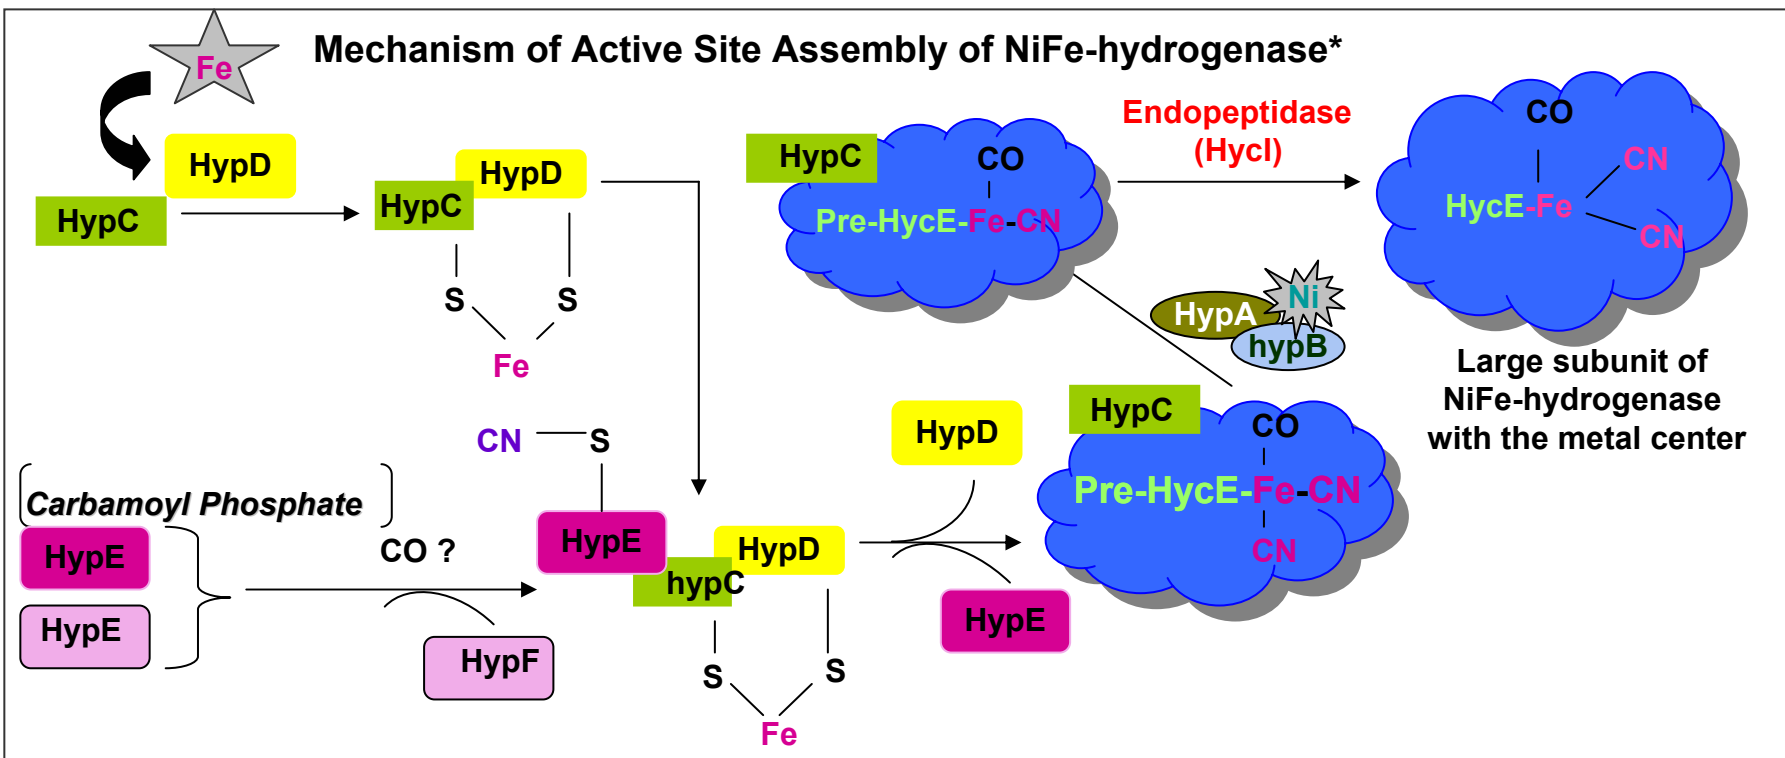 Mechanism of Active Site Assembly of NiFe-hydrogenase*
Fe
HypD
HypC
HypD
HypC
S
S
Fe
HypC
CO
Pre-HycE-Fe-CN
Endopeptidase
(HycI)
CO
CN
HycE-Fe
CN
Ni
HypA
hypB
Large subunit of
NiFe-hydrogenase
with the metal center
CN
S
Carbamoyl Phosphate
HypE
HypE
CO ?
HypF
HypE
HypD
hypC
S
S
Fe
HypD
HypE
HypC
CO
Pre-HycE-Fe-CN
CN